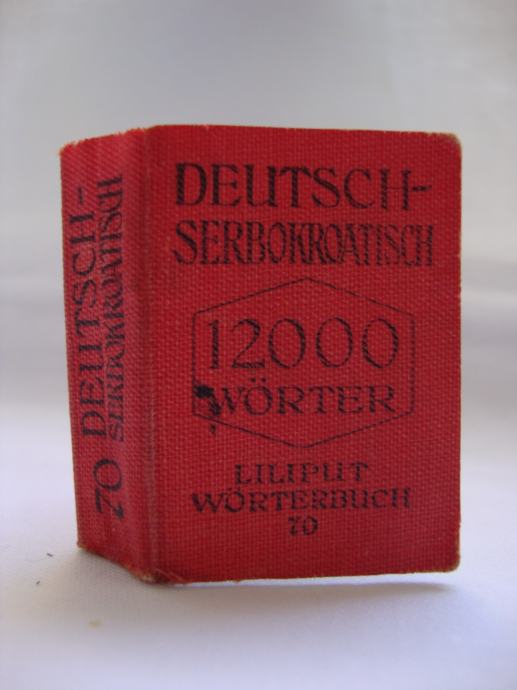 DEUTSCH-
SERBOKROATISCH
12000
WÖRTER
LILIPUT
WÖRTERBUCH
70
70 DEUTSCH-
SERBOKROATISCH